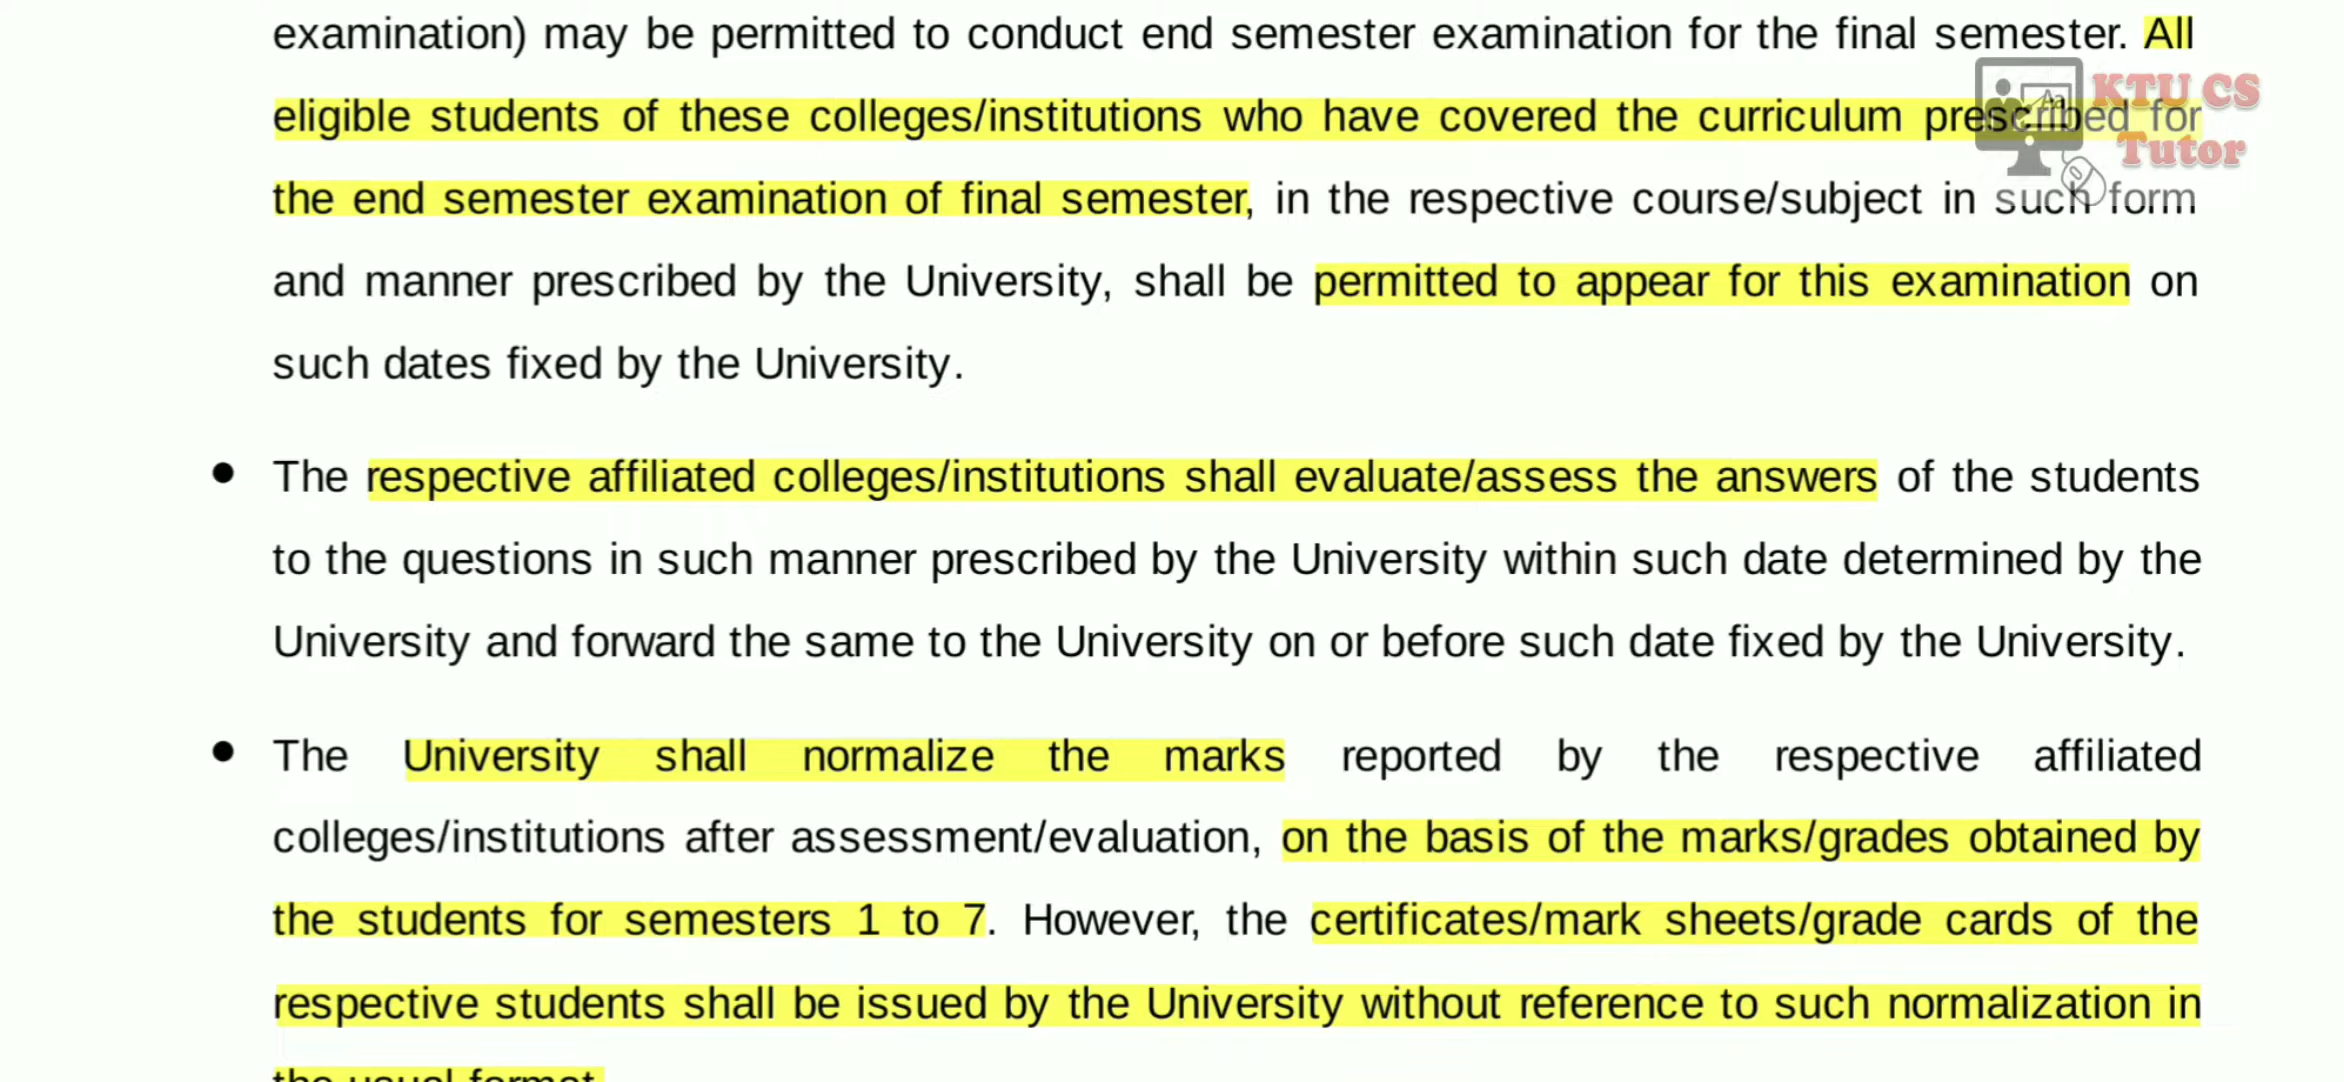 examination) may be permitted to conduct end semester examination for the final semester. All
eligible students of these colleges/institutions who have covered the curriculum prescribed for
the end semester examination of final semester, in the respective course/subject in such form
and manner prescribed by the University, shall be permitted to appear for this examination on
such dates fixed by the University.
KTU CS
Tutor
● The respective affiliated colleges/institutions shall evaluate/assess the answers of the students
to the questions in such manner prescribed by the University within such date determined by the
University and forward the same to the University on or before such date fixed by the University.
● The University shall normalize the marks reported by the respective affiliated
colleges/institutions after assessment/evaluation, on the basis of the marks/grades obtained by
the students for semesters 1 to 7. However, the certificates/mark sheets/grade cards of the
respective students shall be issued by the University without reference to such normalization in
the usual format.